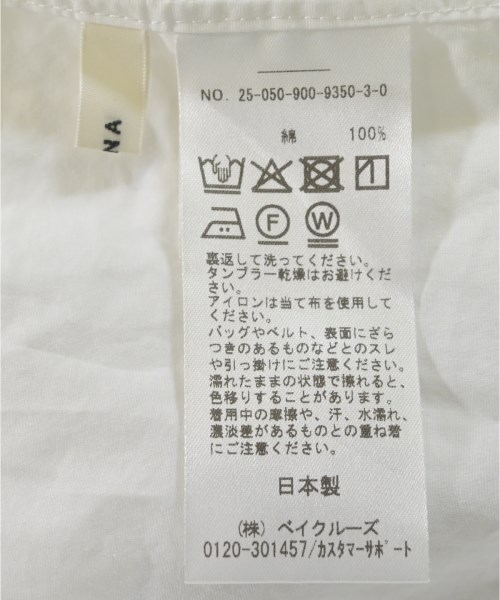 NA
NO. 25-050-900-9350-3-0
綿 100%
F W
裏返して洗ってください。
タンブラー乾燥はお避けくださ
い。
アイロンは当て布を使用して
ください。
バッグやベルト、表面にざら
つきのあるものなどとのスレ
や引っ掛けにご注意ください。
濡れたままの状態で擦れると、
色移りすることがあります。
着用中の摩擦や、汗、水濡れ、
濃淡差があるものとの重ね着
にご注意ください。
日本製
(株) ベイクルーズ
0120-301457/カスタマーサポート